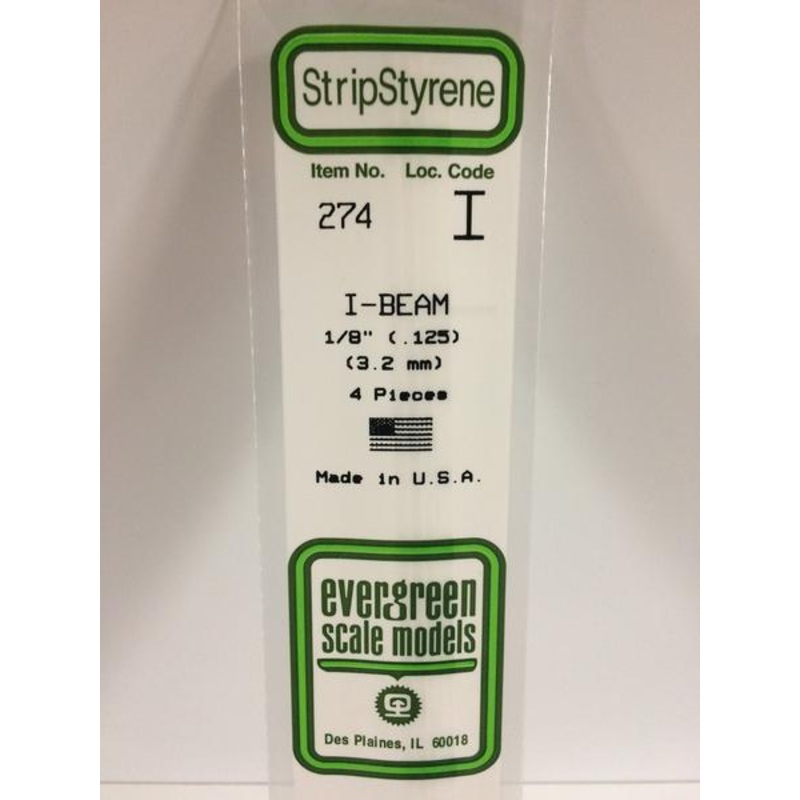 StripStyrene
Item No. Loc. Code
274 I
I-BEAM
1/8" (.125)
(3.2 mm)
4 Pieces
Made in U.S.A.
evergreen
scale models
Des Plaines, IL 60018